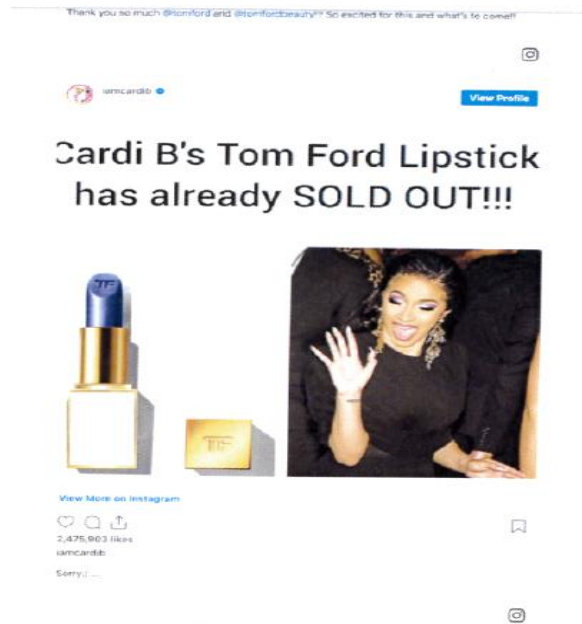 Thank you so much @tomford and @tomfordbeauty!! So excited for this and what's to come!!
iamcardib
View Profile
Cardi B's Tom Ford Lipstick
has already SOLD OUT!!!
TF
TF
View More on Instagram
2,475,903 likes
iamcardib
Sorry.: ...